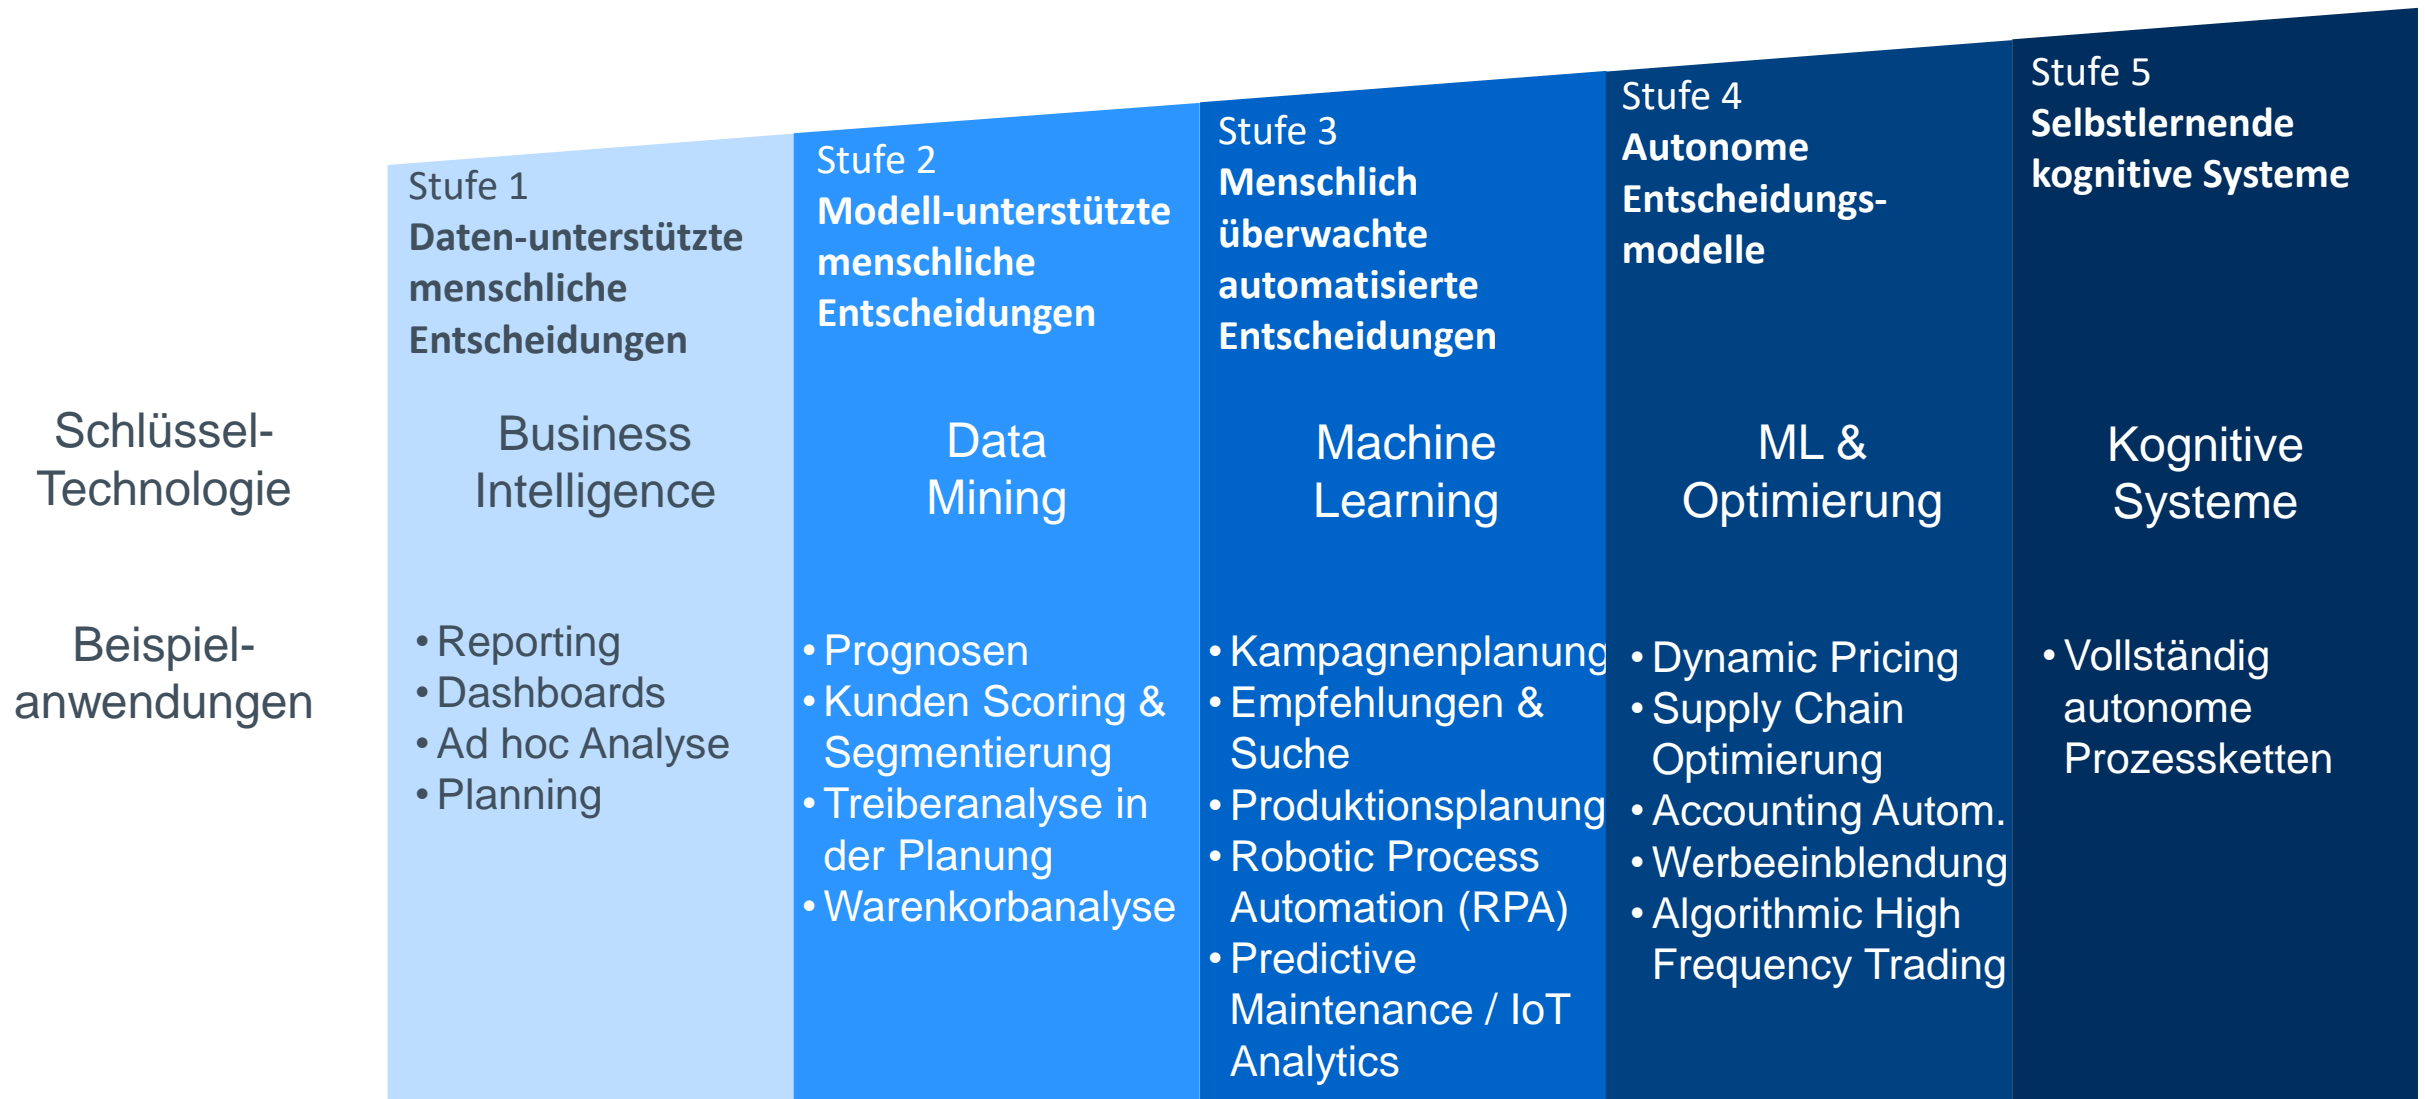 Stufe 1
Daten-unterstützte
menschliche
Entscheidungen
Stufe 2
Modell-unterstützte
menschliche
Entscheidungen
Stufe 3
Menschlich
überwachte
automatisierte
Entscheidungen
Stufe 4
Autonome
Entscheidungs-
modelle
Stufe 5
Selbstlernende
kognitive Systeme
Schlüssel-
Technologie
Business
Intelligence
Data
Mining
Machine
Learning
ML &
Optimierung
Kognitive
Systeme
Beispiel-
anwendungen
• Reporting
• Dashboards
• Ad hoc Analyse
• Planning
• Prognosen
• Kunden Scoring &
Segmentierung
• Treiberanalyse in
der Planung
• Warenkorbanalyse
• Kampagnenplanung
• Empfehlungen &
Suche
• Produktionsplanung
• Robotic Process
Automation (RPA)
• Predictive
Maintenance / IoT
Analytics
• Dynamic Pricing
• Supply Chain
Optimierung
• Accounting Autom.
• Werbeeinblendung
• Algorithmic High
Frequency Trading
• Vollständig
autonome
Prozessketten